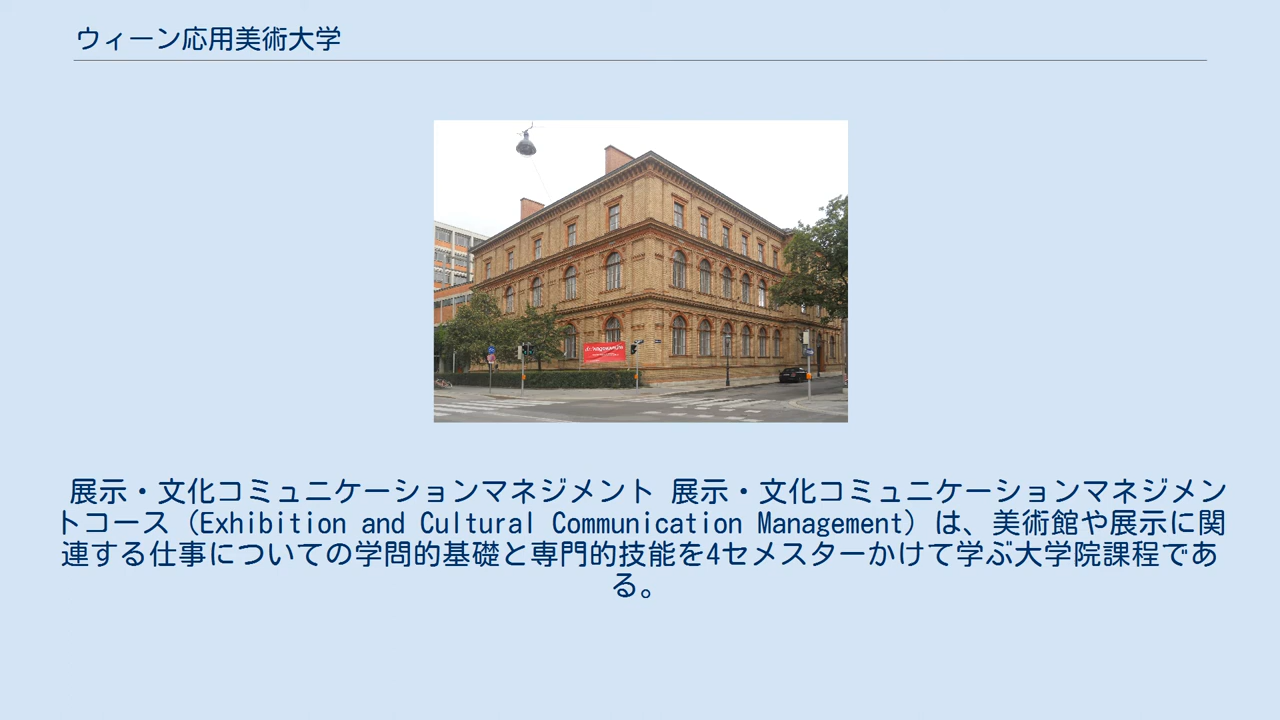 ウィーン応用美術大学
展示・文化コミュニケーションマネジメント 展示・文化コミュニケーションマネジメン
トコース（Exhibition and Cultural Communication Management）は、美術館や展示に関
連する仕事についての学問的基礎と専門的技能を4セメスターかけて学ぶ大学院課程であ
る。